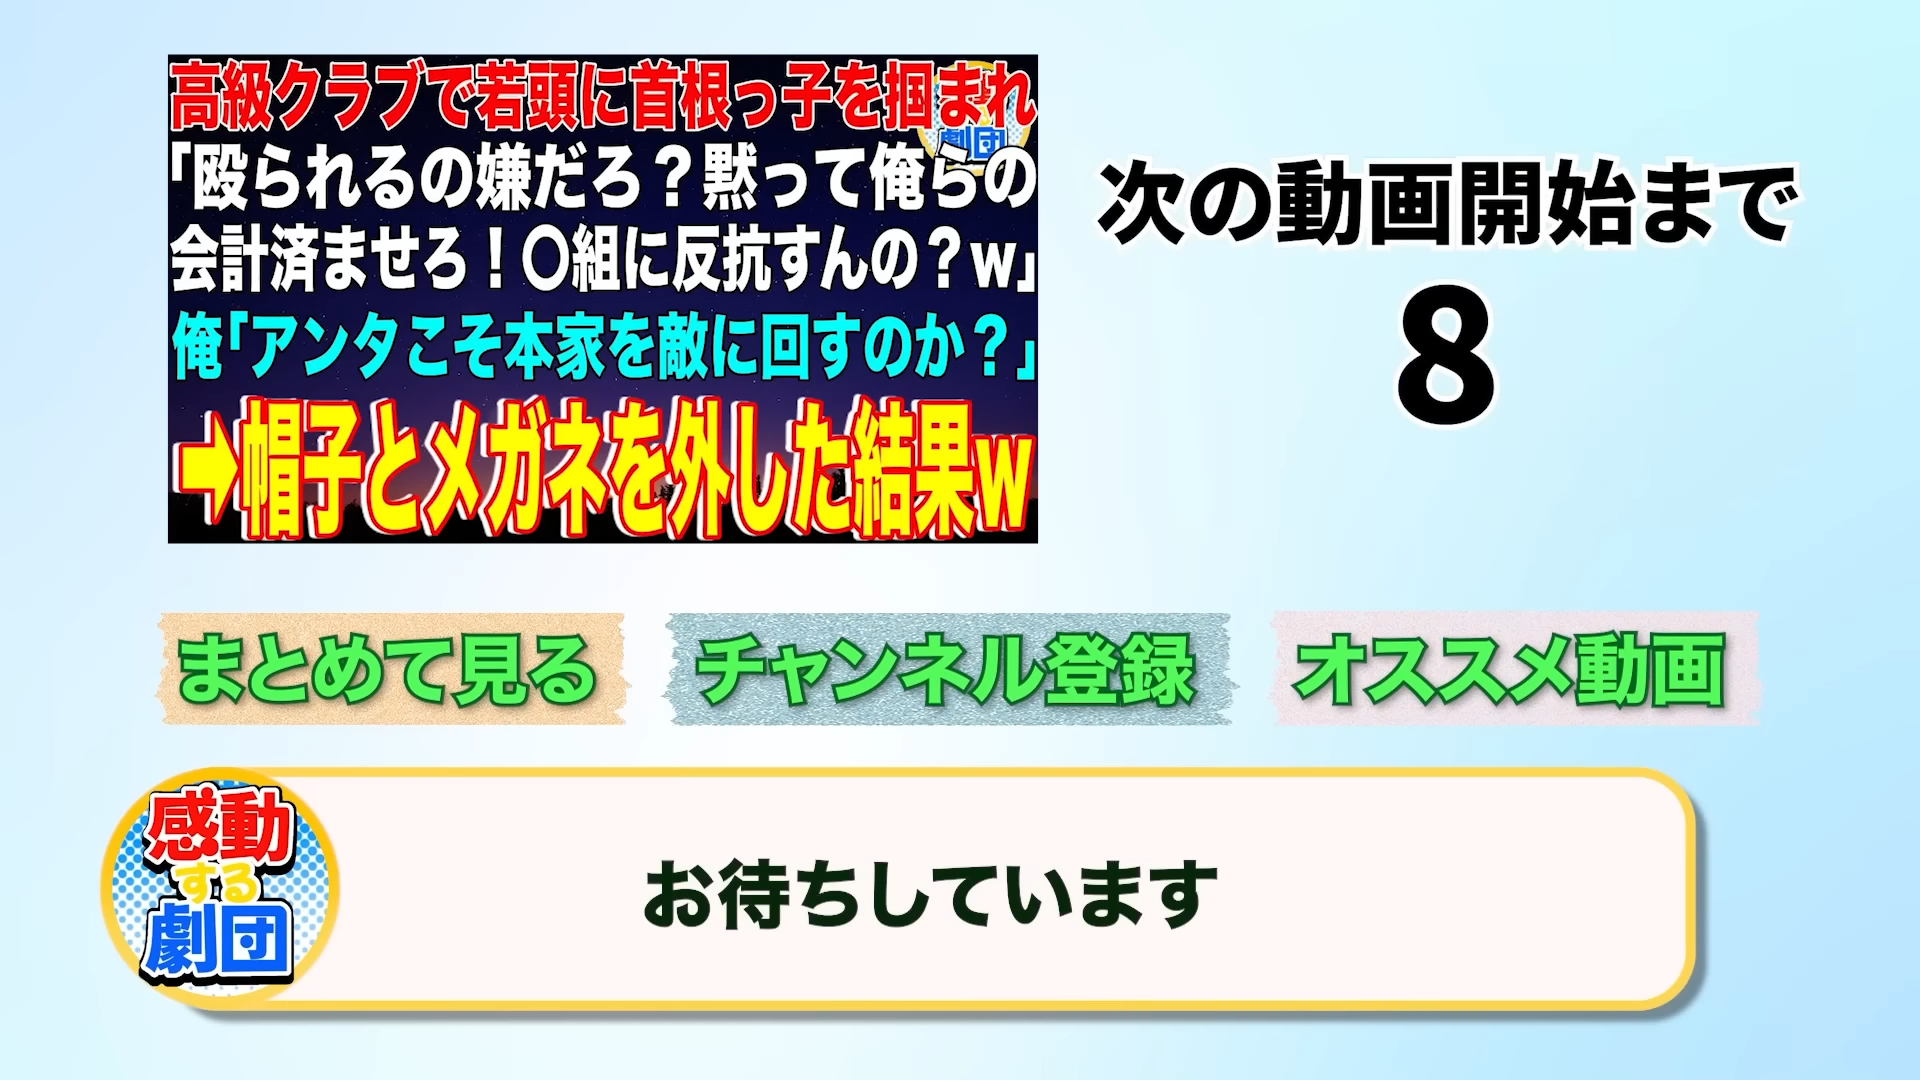 高級クラブで若頭に首根っ子を掴まれ
「殴られるの嫌だろ？黙って俺らの
会計済ませろ！〇組に反抗すんの？w」
俺「アンタこそ本家を敵に回すのか？」
➡帽子とメガネを外した結果w
劇団
次の動画開始まで
8
まとめて見る
チャンネル登録
オススメ動画
感動
する
劇団
お待ちしています